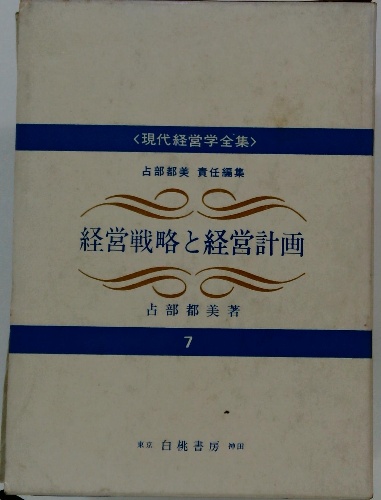 〈現代経営学全集〉
占部都美 責任編集
経営戦略と経営計画
占部都美著
7
東京 白桃書房 神田